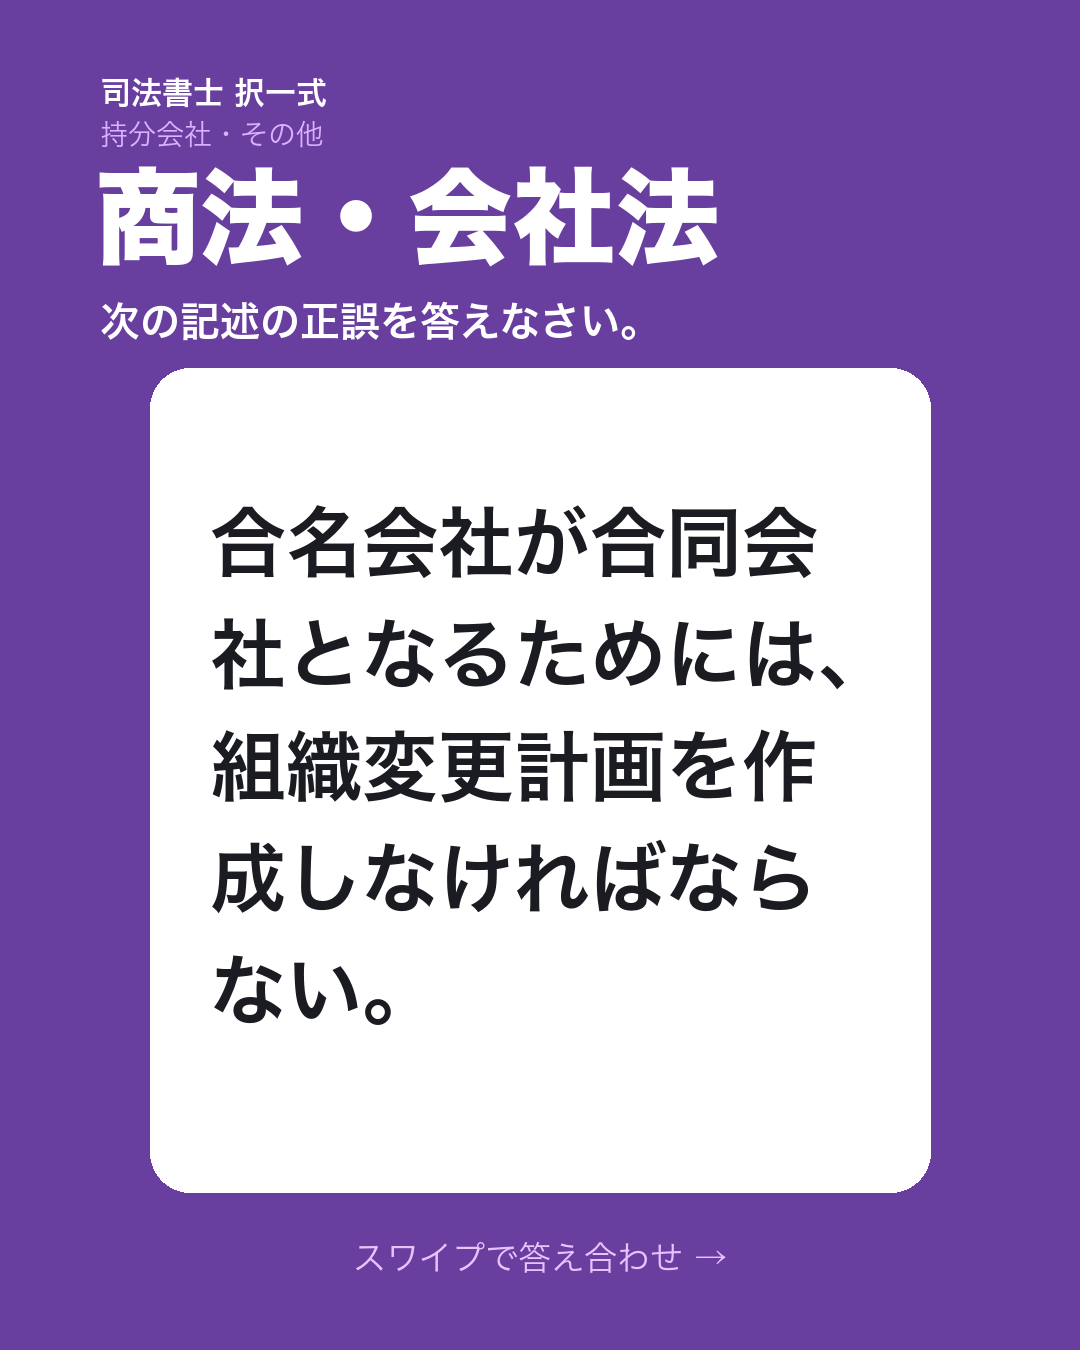 司法書士 択一式
持分会社・その他
商法・会社法
次の記述の正誤を答えなさい。
合名会社が合同会
社となるためには、
組織変更計画を作
成しなければなら
ない。
スワイプで答え合わせ →